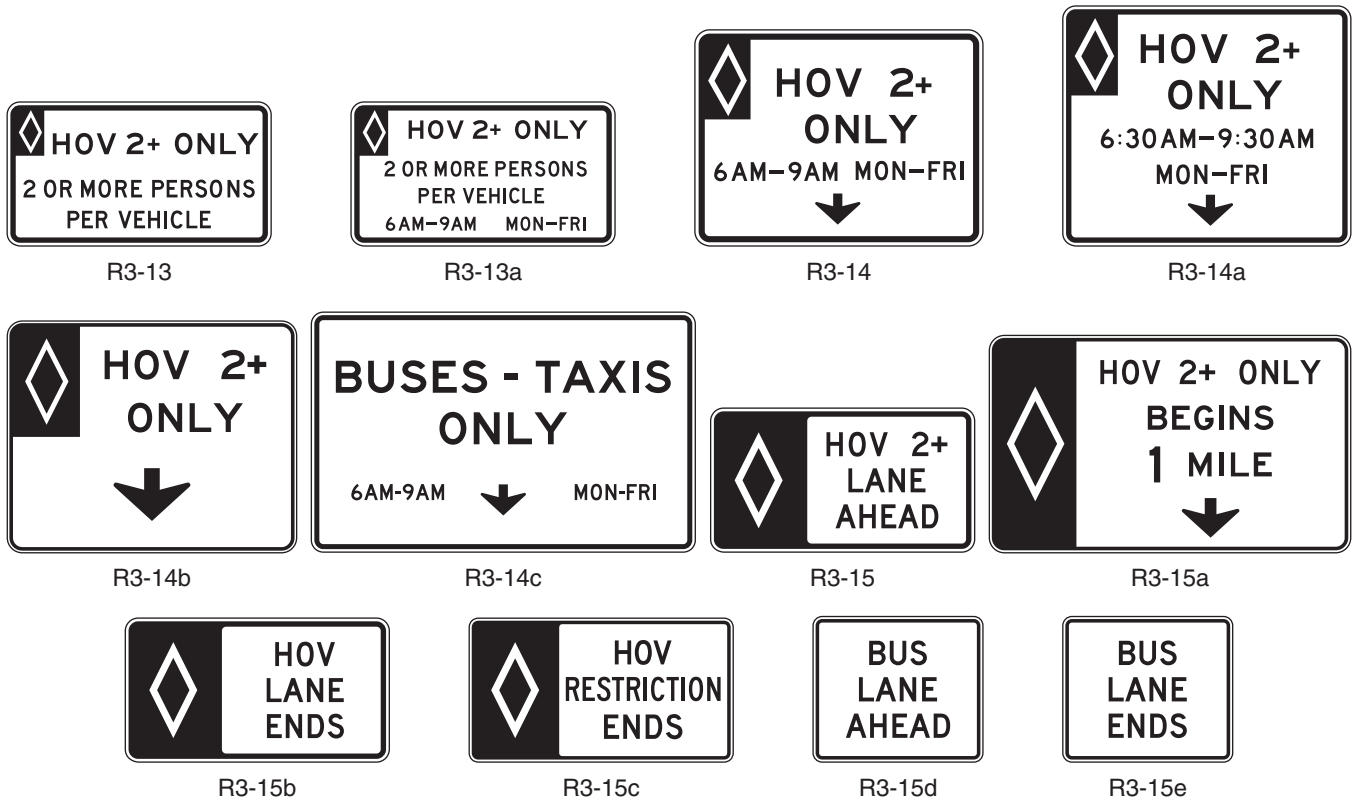 HOV 2+ ONLY
2 OR MORE PERSONS
PER VEHICLE
R3-13
HOV 2+ ONLY
2 OR MORE PERSONS
PER VEHICLE
6AM–9AM MON–FRI
R3-13a
HOV 2+
ONLY
6AM–9AM MON–FRI
R3-14
HOV 2+
ONLY
6:30AM–9:30AM
MON–FRI
R3-14a
HOV 2+
ONLY
R3-14b
BUSES - TAXIS
ONLY
6AM-9AM MON-FRI
R3-14c
HOV 2+
LANE
AHEAD
R3-15
HOV 2+ ONLY
BEGINS
1 MILE
R3-15a
HOV
LANE
ENDS
R3-15b
HOV
RESTRICTION
ENDS
R3-15c
BUS
LANE
AHEAD
R3-15d
BUS
LANE
ENDS
R3-15e